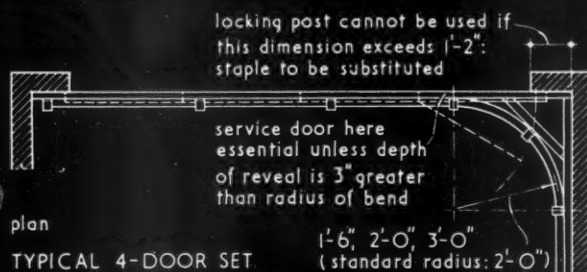 locking post cannot be used if
this dimension exceeds 1'-2":
staple to be substituted
service door here
essential unless depth
of reveal is 3" greater
than radius of bend
plan
1'-6", 2'-0", 3'-0"
TYPICAL 4-DOOR SET
(standard radius: 2'-0")